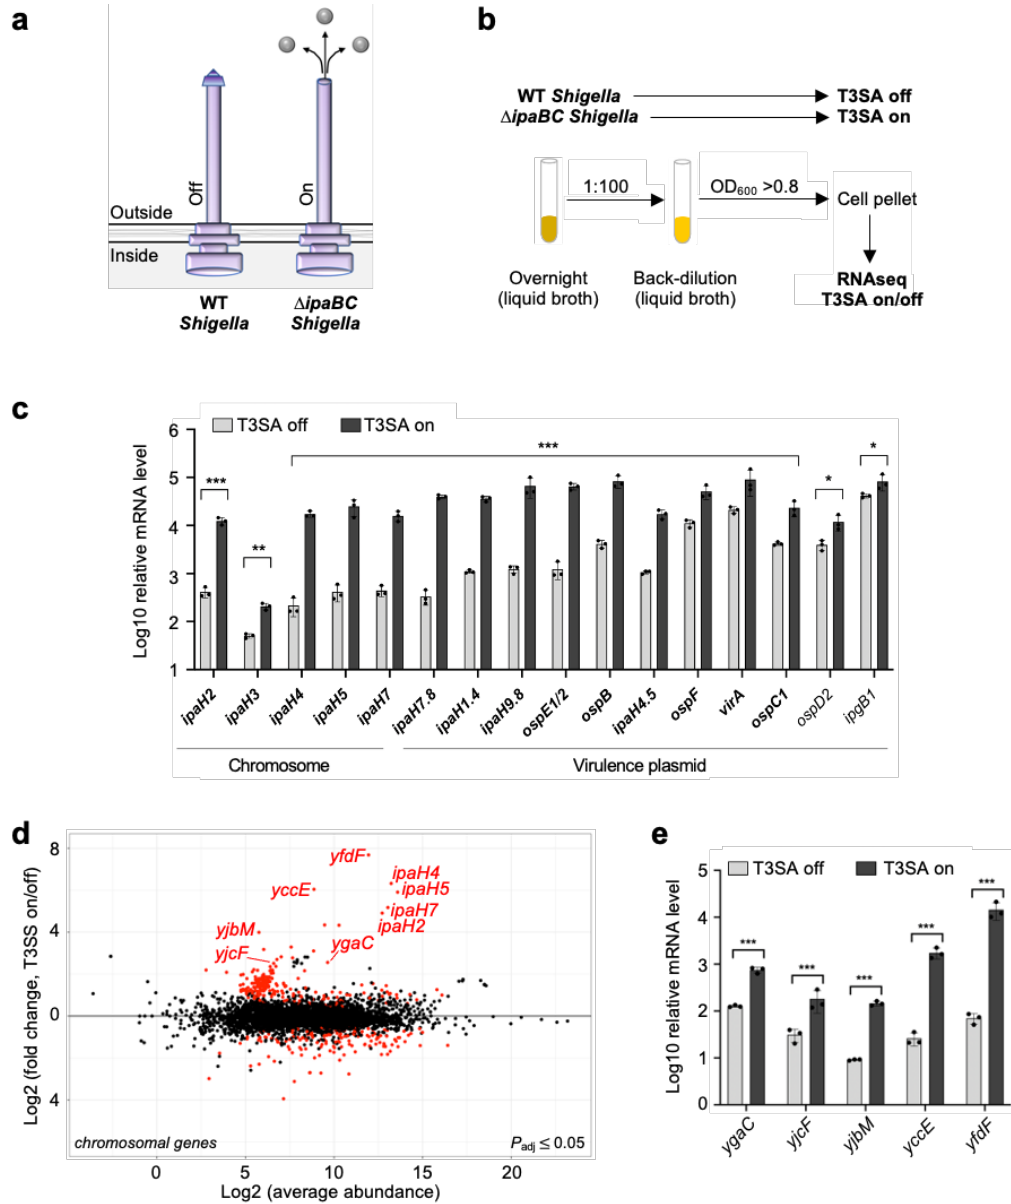 a
Off
On
Outside
Inside
WT
Shigella
ΔipaBC
Shigella
b
WT Shigella
T3SA off
ΔipaBC Shigella
T3SA on
1:100
OD600 >0.8
Cell pellet
Overnight
(liquid broth)
Back-dilution
(liquid broth)
RNAseq
T3SA on/off
c
T3SA off
T3SA on
Log10 relative mRNA level
6
5
4
3
2
1
***
**
***
*
*
ipaH2
ipaH3
ipaH4
ipaH5
ipaH7
ipaH7.8
ipaH1.4
ipaH9.8
ospE1/2
ospB
ipaH4.5
ospF
virA
ospC1
ospD2
ipgB1
Chromosome
Virulence plasmid
d
Log2 (fold change, T3SS on/off)
8
4
0
4
yfdF
ipaH4
yccE
ipaH5
ipaH7
yjbM
ipaH2
ygaC
yjcF
chromosomal genes
Padj ≤ 0.05
0
5
10
15
20
Log2 (average abundance)
e
T3SA off
T3SA on
Log10 relative mRNA level
5
4
3
2
1
0
***
***
***
***
***
ygaC
yjcF
yjbM
yccE
yfdF